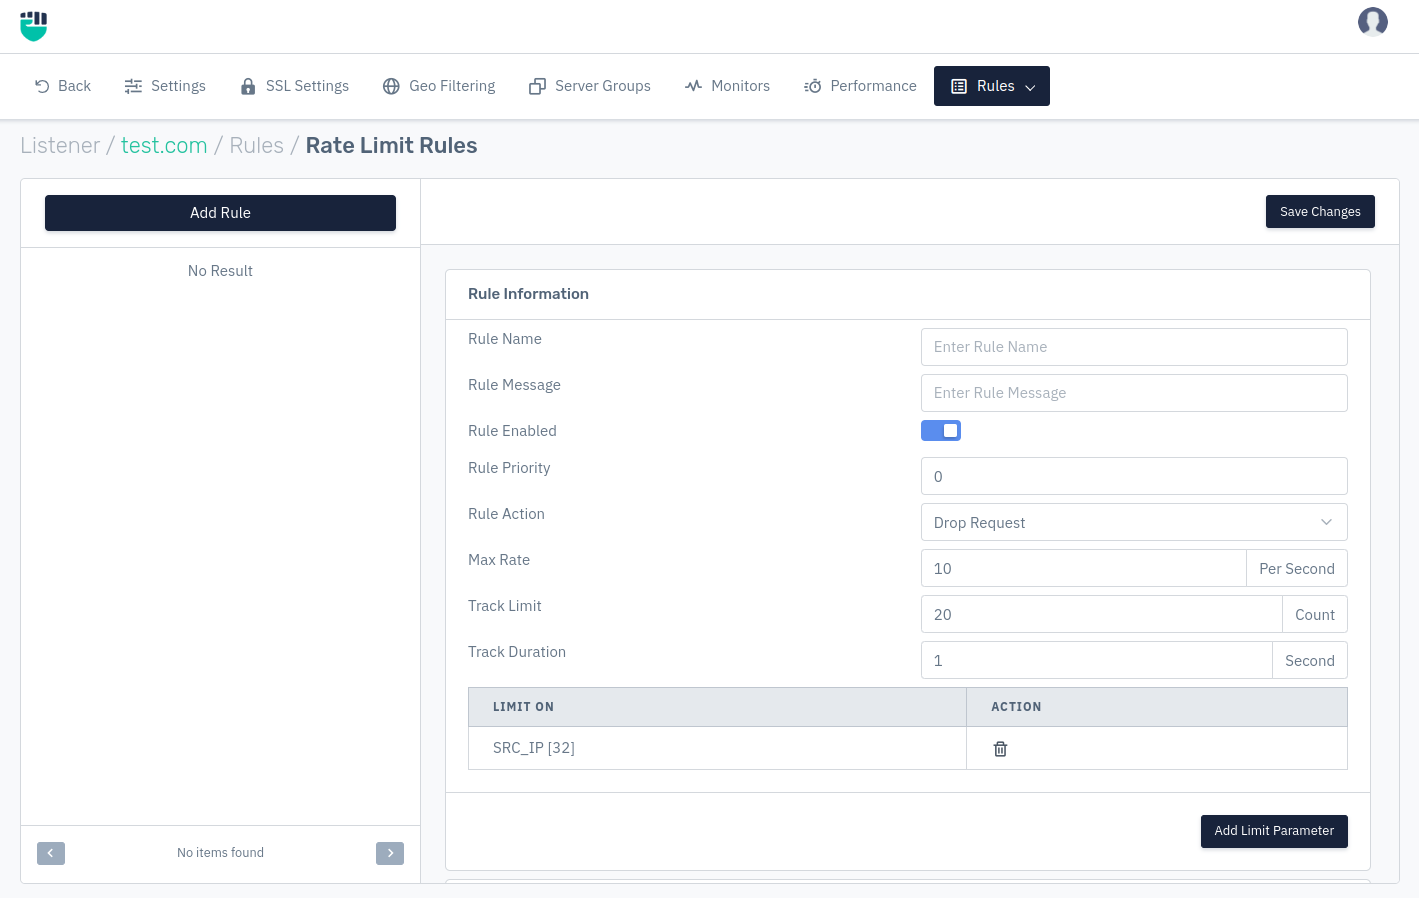 Back
Settings
SSL Settings
Geo Filtering
Server Groups
Monitors
Performance
Rules
Listener / test.com / Rules / Rate Limit Rules
Add Rule
Save Changes
No Result
Rule Information
Rule Name
Enter Rule Name
Rule Message
Enter Rule Message
Rule Enabled
Rule Priority
0
Rule Action
Drop Request
Max Rate
10
Per Second
Track Limit
20
Count
Track Duration
1
Second
LIMIT ON
ACTION
SRC_IP [32]
Add Limit Parameter
No items found